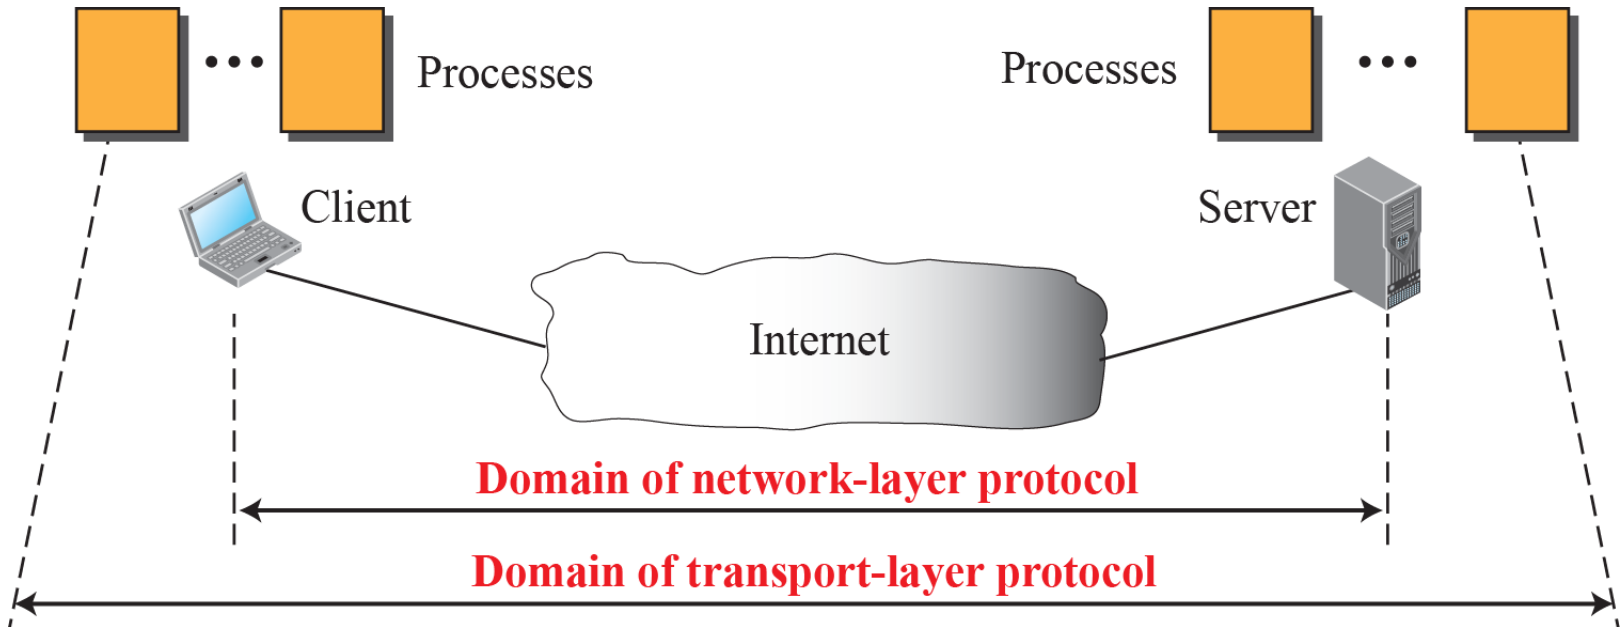 Processes
Processes
Client
Server
Internet
Domain of network-layer protocol
Domain of transport-layer protocol